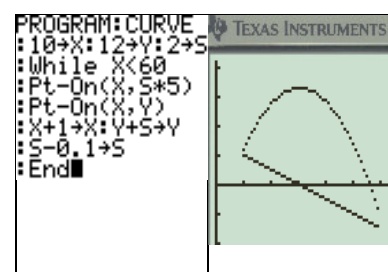 PROGRAM:CURVE
:10→X:12→Y:2→S
:While X<60
:Pt-On(X,S*5)
:Pt-On(X,Y)
:X+1→X:Y+S→Y
:S-0.1→S
:End
TEXAS INSTRUMENTS